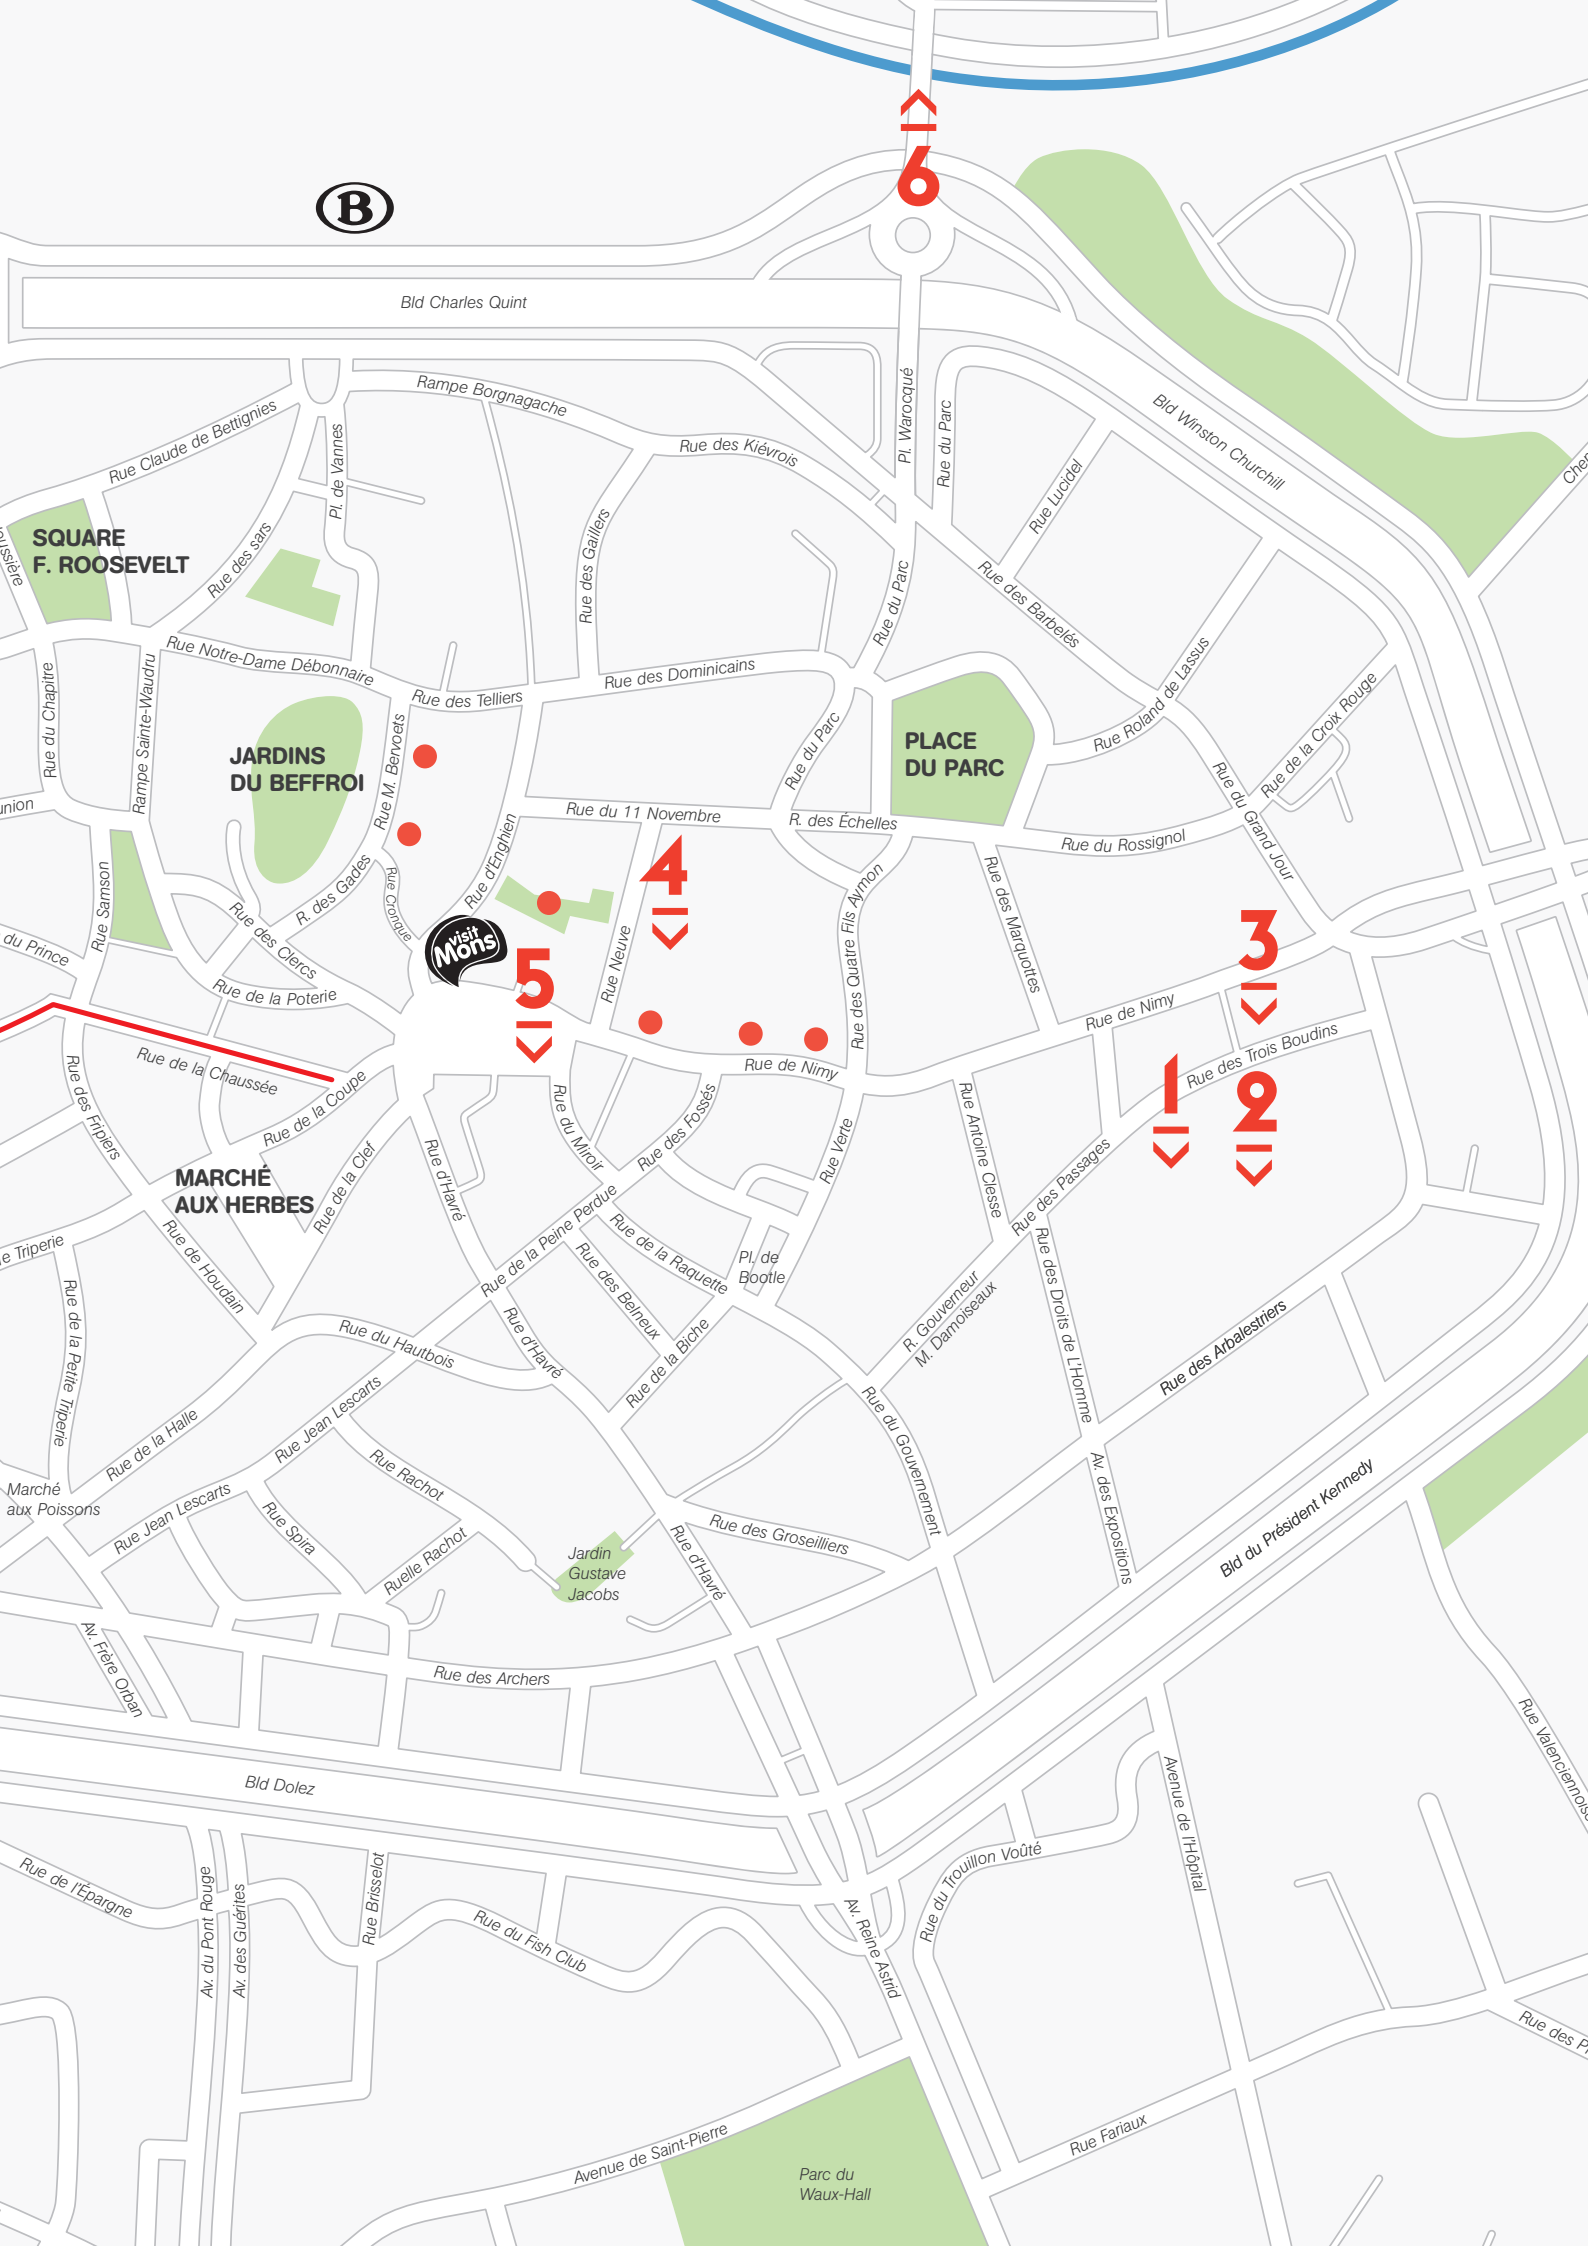 6
B
Bld Charles Quint
Rampe Borgnagache
Rue Claude de Bettignies
Pl. de Vannes
Rue des Kiévrois
Pl. Warocqué
Rue du Parc
Bld Winston Churchill
Rue Lucidel
SQUARE
F. ROOSEVELT
Rue des sars
Rue des Gaillers
Rue du Parc
Rue des Barbelés
Rue Notre-Dame Débonnaire
Rue des Telliers
Rue des Dominicains
Rue Roland de Lassus
Rue de la Croix Rouge
Rue du Chapitre
Rampe Sainte-Waudru
JARDINS
DU BEFFROI
Rue M. Bervoets
Rue du Parc
PLACE
DU PARC
union
Rue du 11 Novembre
R. des Échelles
Rue du Rossignol
Rue du Grand Jour
Rue d'Enghien
4
Rue Samson
R. des Gades
Rue Cronque
Rue des Clercs
Rue des Quatre Fils Aymon
Rue des Marquottes
du Prince
visit
Mons
5
Rue Neuve
3
Rue de la Poterie
Rue de Nimy
Rue de Nimy
Rue des Trois Boudins
1
2
Rue de la Chaussée
Rue des Fripiers
Rue de la Coupe
Rue du Miroir
Rue des Fossés
Rue Verte
Rue Antoine Clesse
Rue des Passages
MARCHÉ
AUX HERBES
Rue de la Clef
Rue d'Havré
Rue de la Peine Perdue
Rue de la Raquette
Pl. de
Bootle
Rue des Droits de L'Homme
e Triperie
Rue de Houdain
Rue des Belneux
R. Gouverneur
M. Damoiseaux
Rue de la Petite Triperie
Rue du Hautbois
Rue d'Havré
Rue de la Biche
Rue des Arbalestriers
Rue de la Halle
Rue Jean Lescarts
Rue du Gouvernement
Rue Rachot
Av. des Expositions
Bld du Président Kennedy
Marché
aux Poissons
Rue Jean Lescarts
Rue Spira
Ruelle Rachot
Rue des Groseilliers
Jardin
Gustave
Jacobs
Rue d'Havré
Av. Frère Orban
Rue des Archers
Rue Valenciennoise
Bld Dolez
Avenue de l'Hôpital
Rue de l'Épargne
Av. du Pont Rouge
Av. des Guérites
Rue Brisselot
Rue du Fish Club
Av. Reine Astrid
Rue du Trouillon Voûté
Rue des P
Avenue de Saint-Pierre
Rue Fariaux
Parc du
Waux-Hall